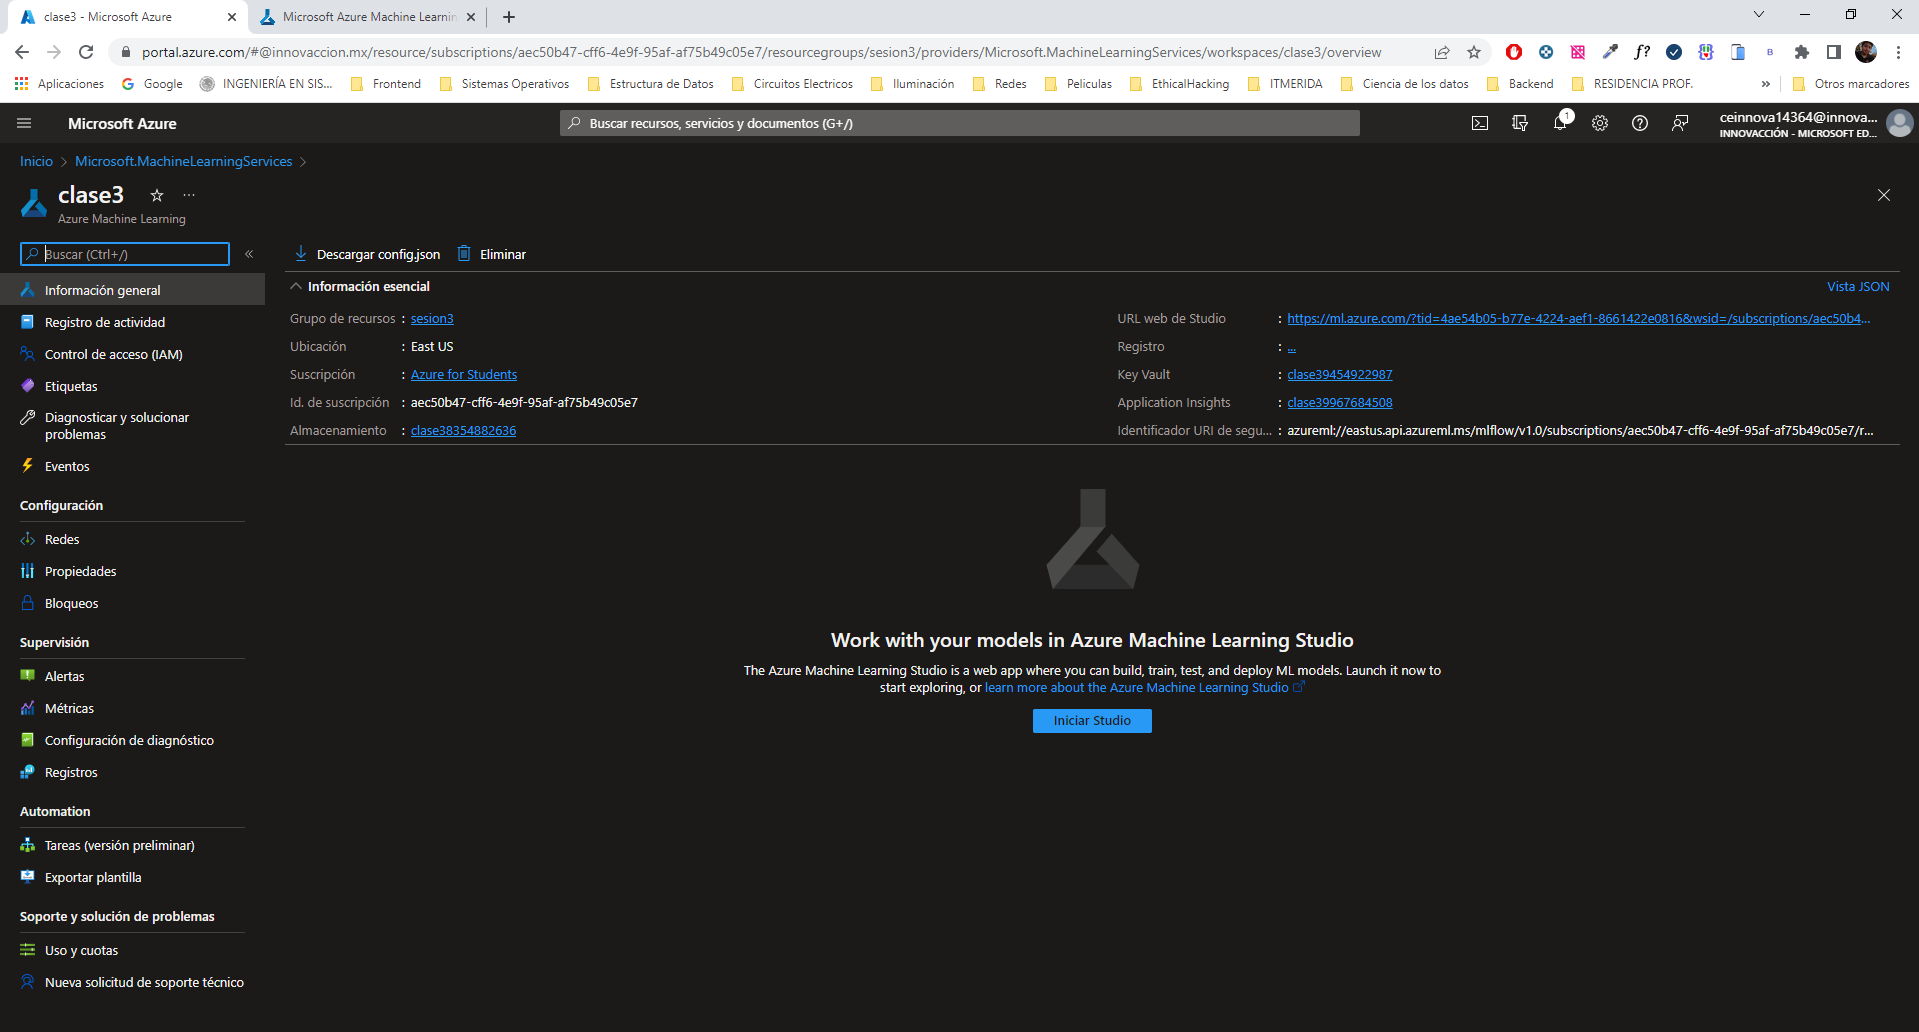 clase3 - Microsoft Azure
Microsoft Azure Machine Learnin
portal.azure.com/#@innovaccion.mx/resource/subscriptions/aec50b47-cff6-4e9f-95af-af75b49c05e7/resourcegroups/sesion3/providers/Microsoft.MachineLearningServices/workspaces/clase3/overview
f?
B
Aplicaciones
Google
INGENIERÍA EN SIS...
Frontend
Sistemas Operativos
Estructura de Datos
Circuitos Electricos
Iluminación
Redes
Peliculas
EthicalHacking
ITMERIDA
Ciencia de los datos
Backend
RESIDENCIA PROF.
»
Otros marcadores
Microsoft Azure
Buscar recursos, servicios y documentos (G+/)
1
ceinnova14364@innova...
INNOVACCIÓN - MICROSOFT ED...
Inicio > Microsoft.MachineLearningServices >
clase3
...
Azure Machine Learning
Buscar (Ctrl+/)
«
Descargar config.json
Eliminar
Información general
Registro de actividad
Control de acceso (IAM)
Etiquetas
Diagnosticar y solucionar
problemas
Eventos
Configuración
Redes
Propiedades
Bloqueos
Supervisión
Alertas
Métricas
Configuración de diagnóstico
Registros
Automation
Tareas (versión preliminar)
Exportar plantilla
Soporte y solución de problemas
Uso y cuotas
Nueva solicitud de soporte técnico
Información esencial
Vista JSON
Grupo de recursos : sesion3
Ubicación : East US
Suscripción : Azure for Students
Id. de suscripción : aec50b47-cff6-4e9f-95af-af75b49c05e7
Almacenamiento : clase38354882636
URL web de Studio : https://ml.azure.com/?tid=4ae54b05-b77e-4224-aef1-8661422e0816&wsid=/subscriptions/aec50b4...
Registro : ...
Key Vault : clase39454922987
Application Insights : clase39967684508
Identificador URI de segu... : azureml://eastus.api.azureml.ms/mlflow/v1.0/subscriptions/aec50b47-cff6-4e9f-95af-af75b49c05e7/r...
Work with your models in Azure Machine Learning Studio
The Azure Machine Learning Studio is a web app where you can build, train, test, and deploy ML models. Launch it now to
start exploring, or learn more about the Azure Machine Learning Studio
Iniciar Studio